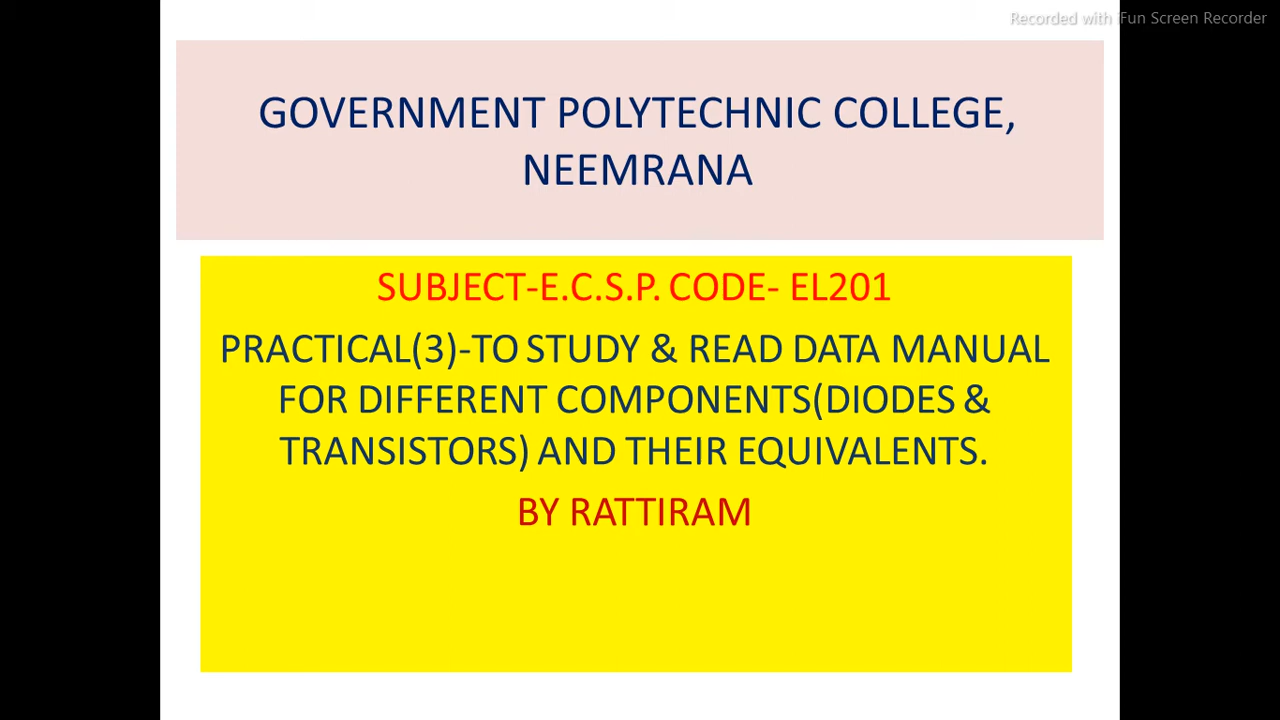 Recorded with iFun Screen Recorder
GOVERNMENT POLYTECHNIC COLLEGE,
NEEMRANA
SUBJECT-E.C.S.P. CODE- EL201
PRACTICAL(3)-TO STUDY & READ DATA MANUAL
FOR DIFFERENT COMPONENTS(DIODES &
TRANSISTORS) AND THEIR EQUIVALENTS.
BY RATTIRAM